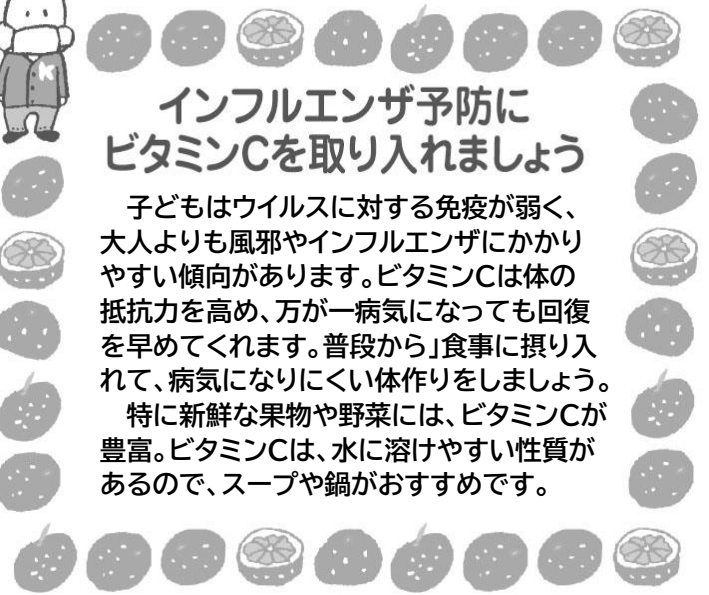 K
インフルエンザ予防に
ビタミンCを取り入れましょう
　子どもはウイルスに対する免疫が弱く、
大人よりも風邪やインフルエンザにかかり
やすい傾向があります。ビタミンCは体の
抵抗力を高め、万が一病気になっても回復
を早めてくれます。普段から」食事に摂り入
れて、病気になりにくい体作りをしましょう。
　特に新鮮な果物や野菜には、ビタミンCが
豊富。ビタミンCは、水に溶けやすい性質が
あるので、スープや鍋がおすすめです。